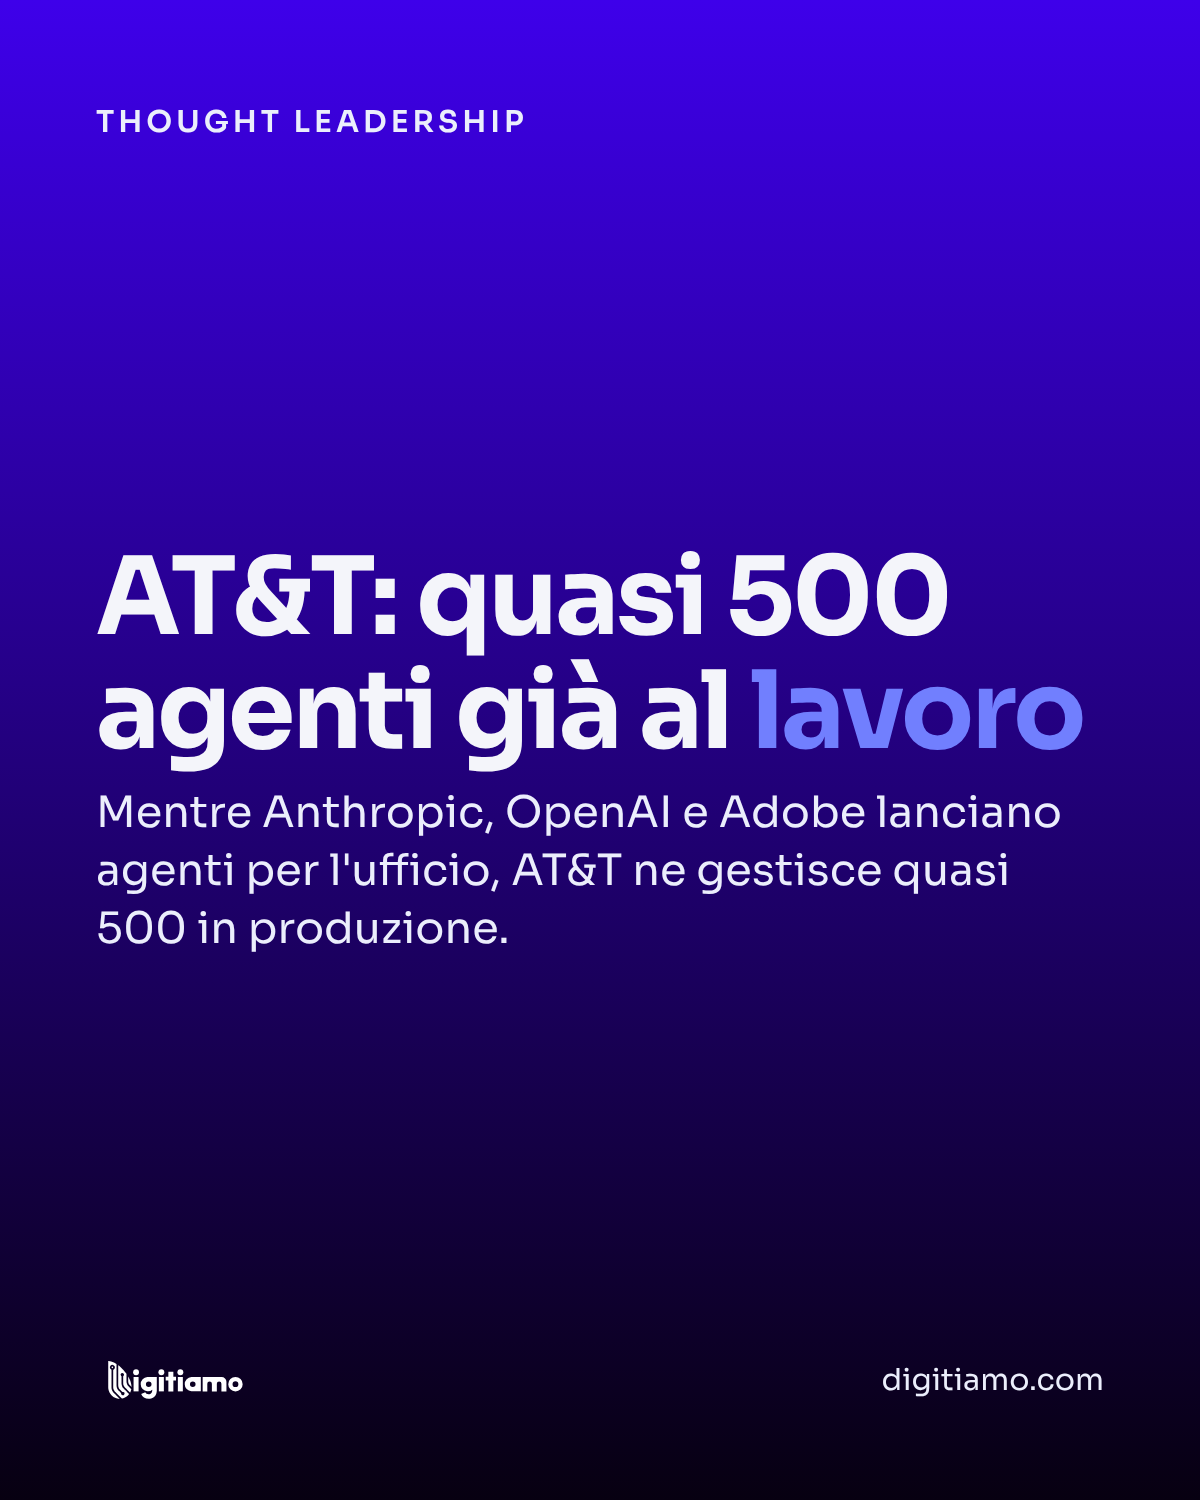 THOUGHT LEADERSHIP
AT&T: quasi 500
agenti già al lavoro
Mentre Anthropic, OpenAI e Adobe lanciano
agenti per l'ufficio, AT&T ne gestisce quasi
500 in produzione.
Digitiamo
digitiamo.com